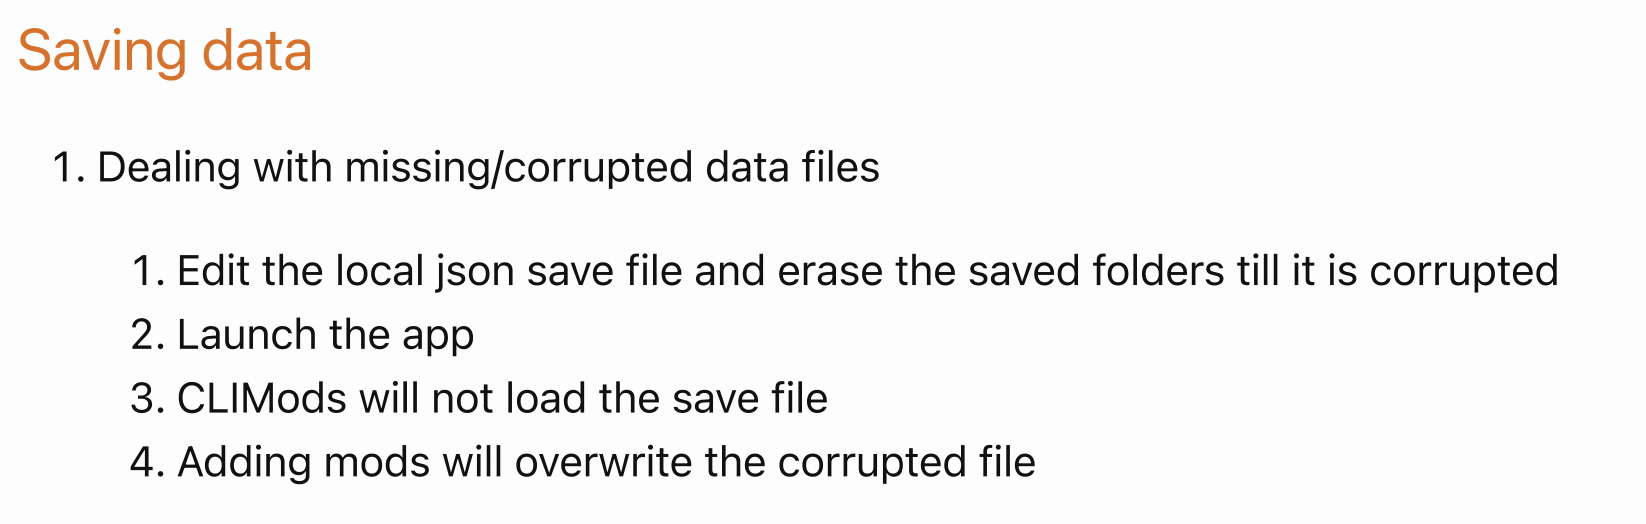 Saving data
1. Dealing with missing/corrupted data files
1. Edit the local json save file and erase the saved folders till it is corrupted
2. Launch the app
3. CLIMods will not load the save file
4. Adding mods will overwrite the corrupted file